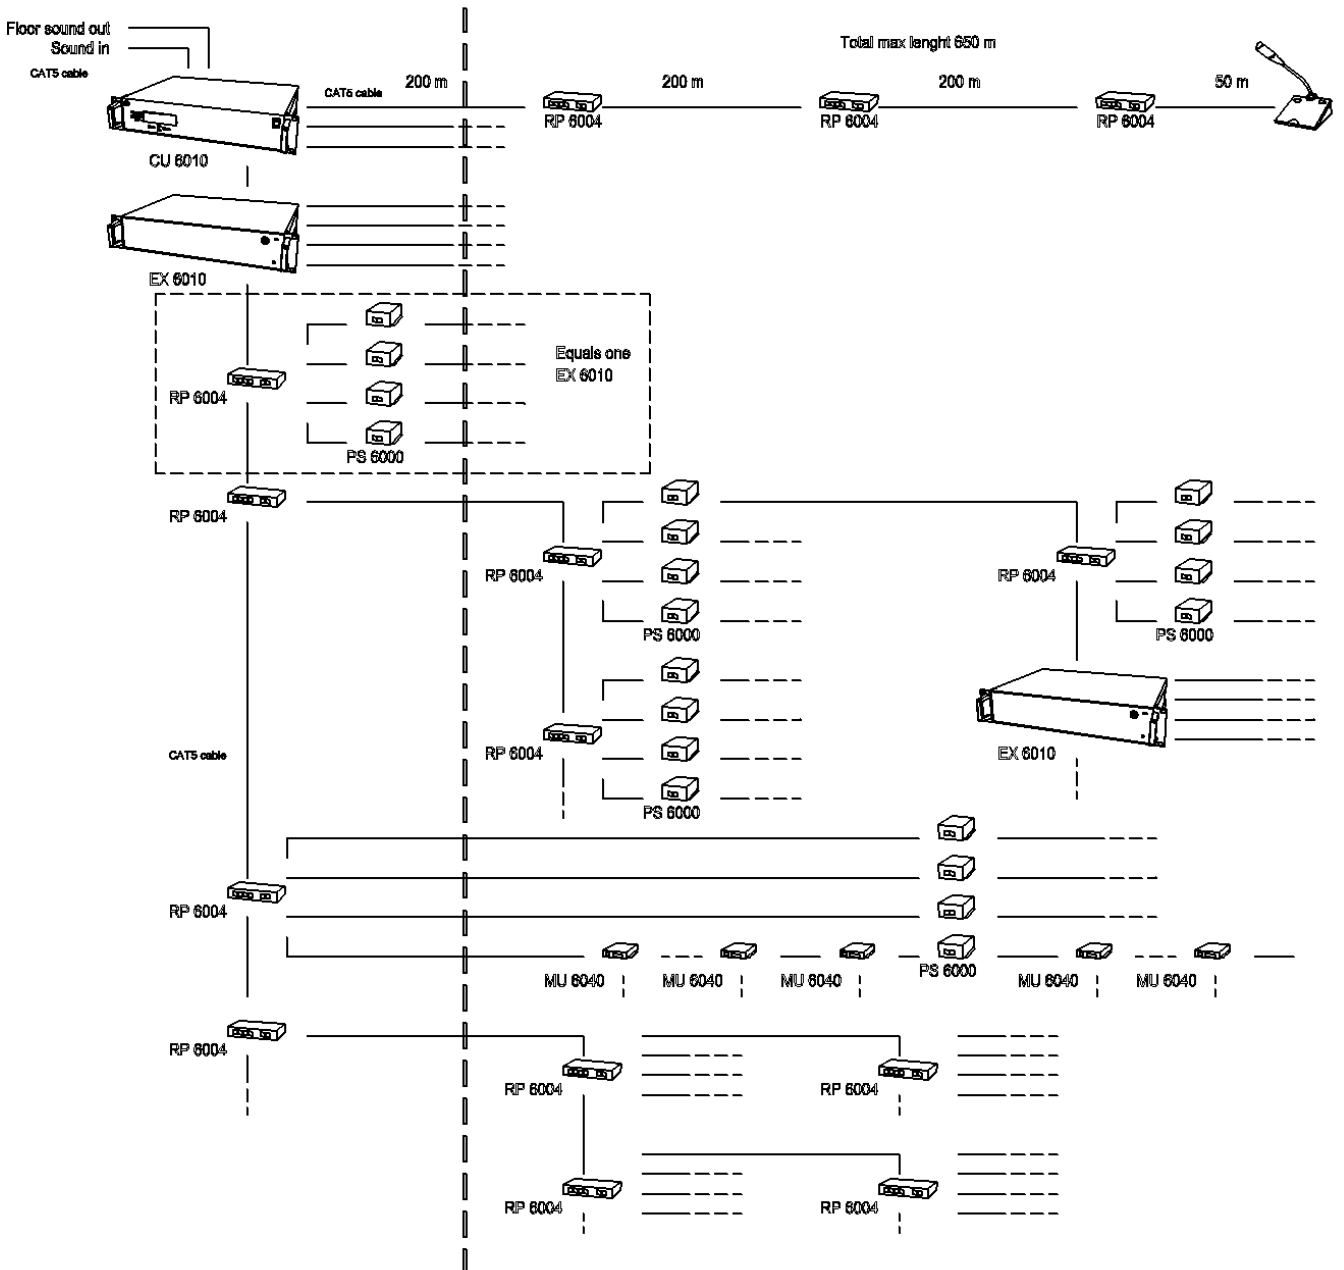 Floor sound out
Sound in
CAT5 cable
Total max lenght 650 m
CAT5 cable
200 m
200 m
200 m
50 m
RP 6004
RP 6004
RP 6004
CU 6010
EX 6010
Equals one
EX 6010
RP 6004
PS 6000
RP 6004
RP 6004
RP 6004
PS 6000
PS 6000
RP 6004
EX 6010
CAT5 cable
PS 6000
RP 6004
PS 6000
MU 6040
MU 6040
MU 6040
MU 6040
MU 6040
RP 6004
RP 6004
RP 6004
RP 6004
RP 6004